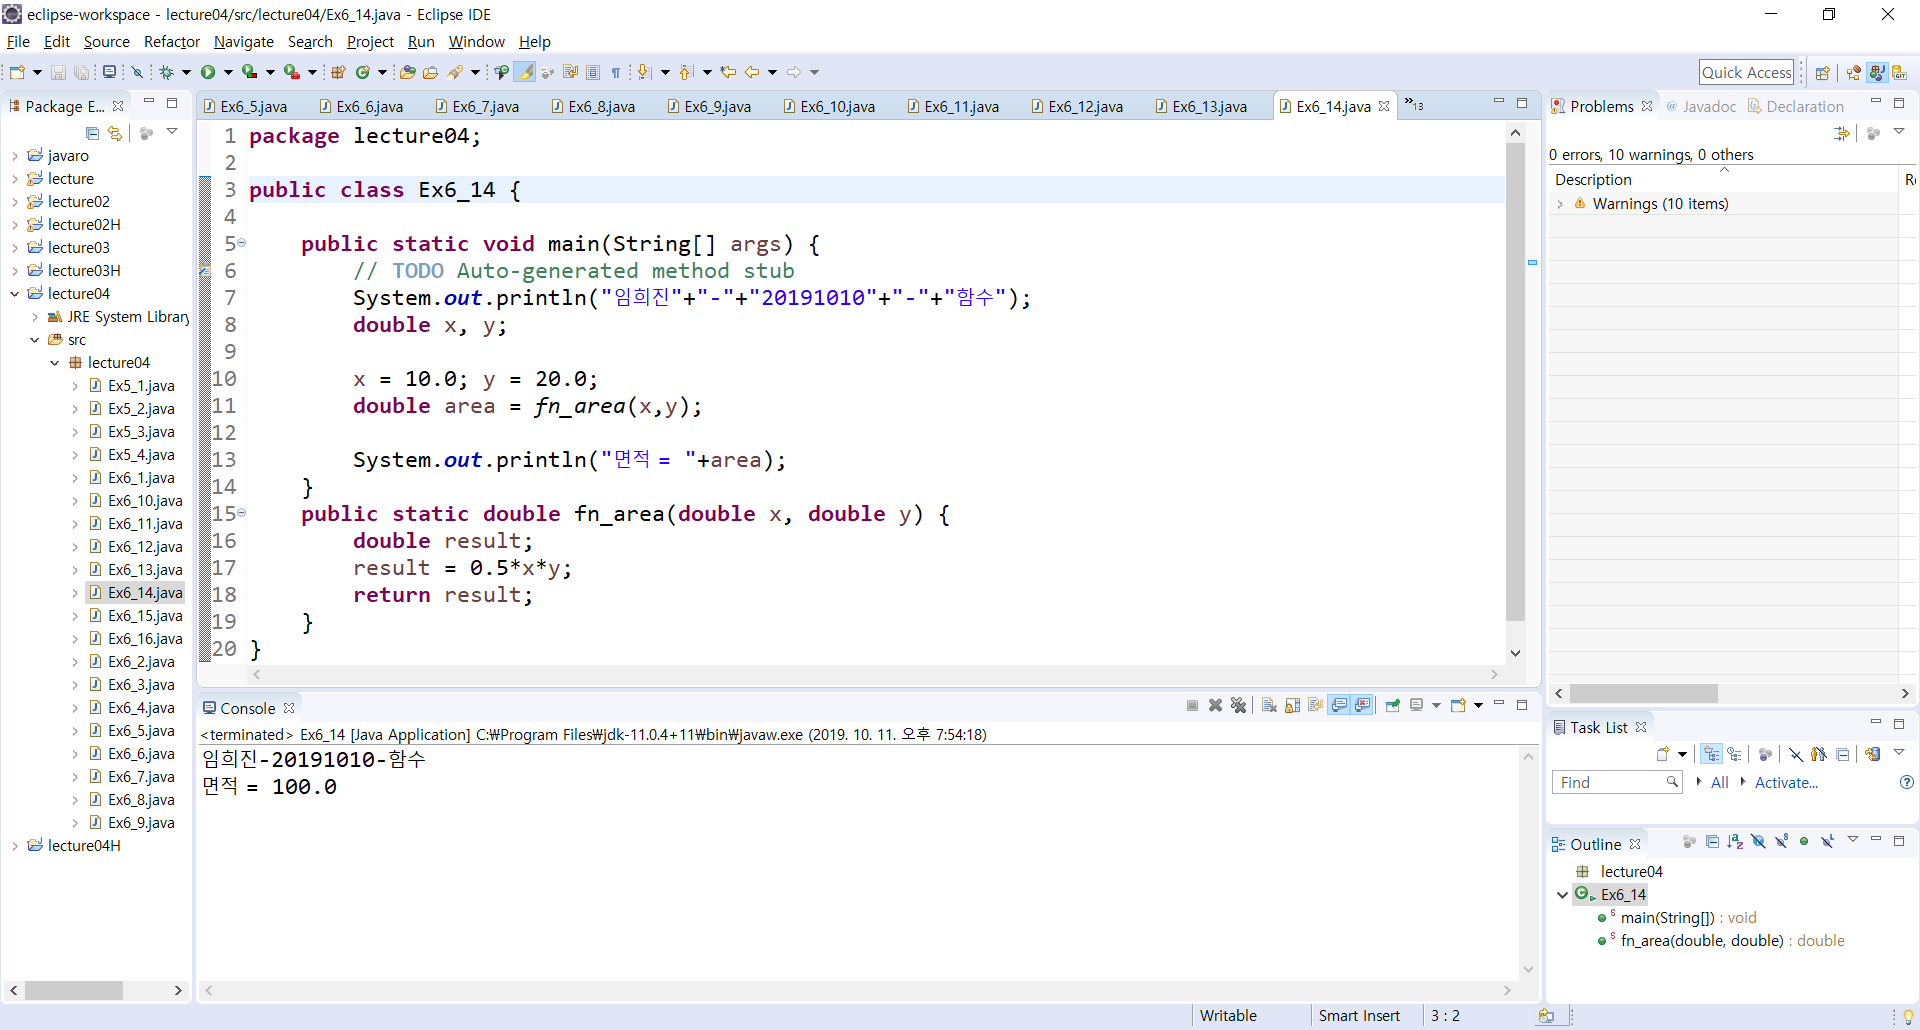 eclipse-workspace - lecture04/src/lecture04/Ex6_14.java - Eclipse IDE
File Edit Source Refactor Navigate Search Project Run Window Help
Quick Access
Package E...
javaro
lecture
lecture02
lecture02H
lecture03
lecture03H
lecture04
JRE System Library
src
lecture04
Ex5_1.java
Ex5_2.java
Ex5_3.java
Ex5_4.java
Ex6_1.java
Ex6_10.java
Ex6_11.java
Ex6_12.java
Ex6_13.java
Ex6_14.java
Ex6_15.java
Ex6_16.java
Ex6_2.java
Ex6_3.java
Ex6_4.java
Ex6_5.java
Ex6_6.java
Ex6_7.java
Ex6_8.java
Ex6_9.java
lecture04H
Ex6_5.java Ex6_6.java Ex6_7.java Ex6_8.java Ex6_9.java Ex6_10.java Ex6_11.java Ex6_12.java Ex6_13.java Ex6_14.java »13
1 package lecture04;
2
3 public class Ex6_14 {
4
5 public static void main(String[] args) {
6 // TODO Auto-generated method stub
7 System.out.println("임희진"+"-"+"20191010"+"-"+"함수");
8 double x, y;
9
10 x = 10.0; y = 20.0;
11 double area = fn_area(x,y);
12
13 System.out.println("면적 = "+area);
14 }
15 public static double fn_area(double x, double y) {
16 double result;
17 result = 0.5*x*y;
18 return result;
19 }
20 }
Console
<terminated> Ex6_14 [Java Application] C:₩Program Files₩jdk-11.0.4+11₩bin₩javaw.exe (2019. 10. 11. 오후 7:54:18)
임희진-20191010-함수
면적 = 100.0
Problems @ Javadoc Declaration
0 errors, 10 warnings, 0 others
Description
Warnings (10 items)
Task List
Find All Activate...
Outline
lecture04
Ex6_14
main(String[]) : void
fn_area(double, double) : double
Writable Smart Insert 3 : 2